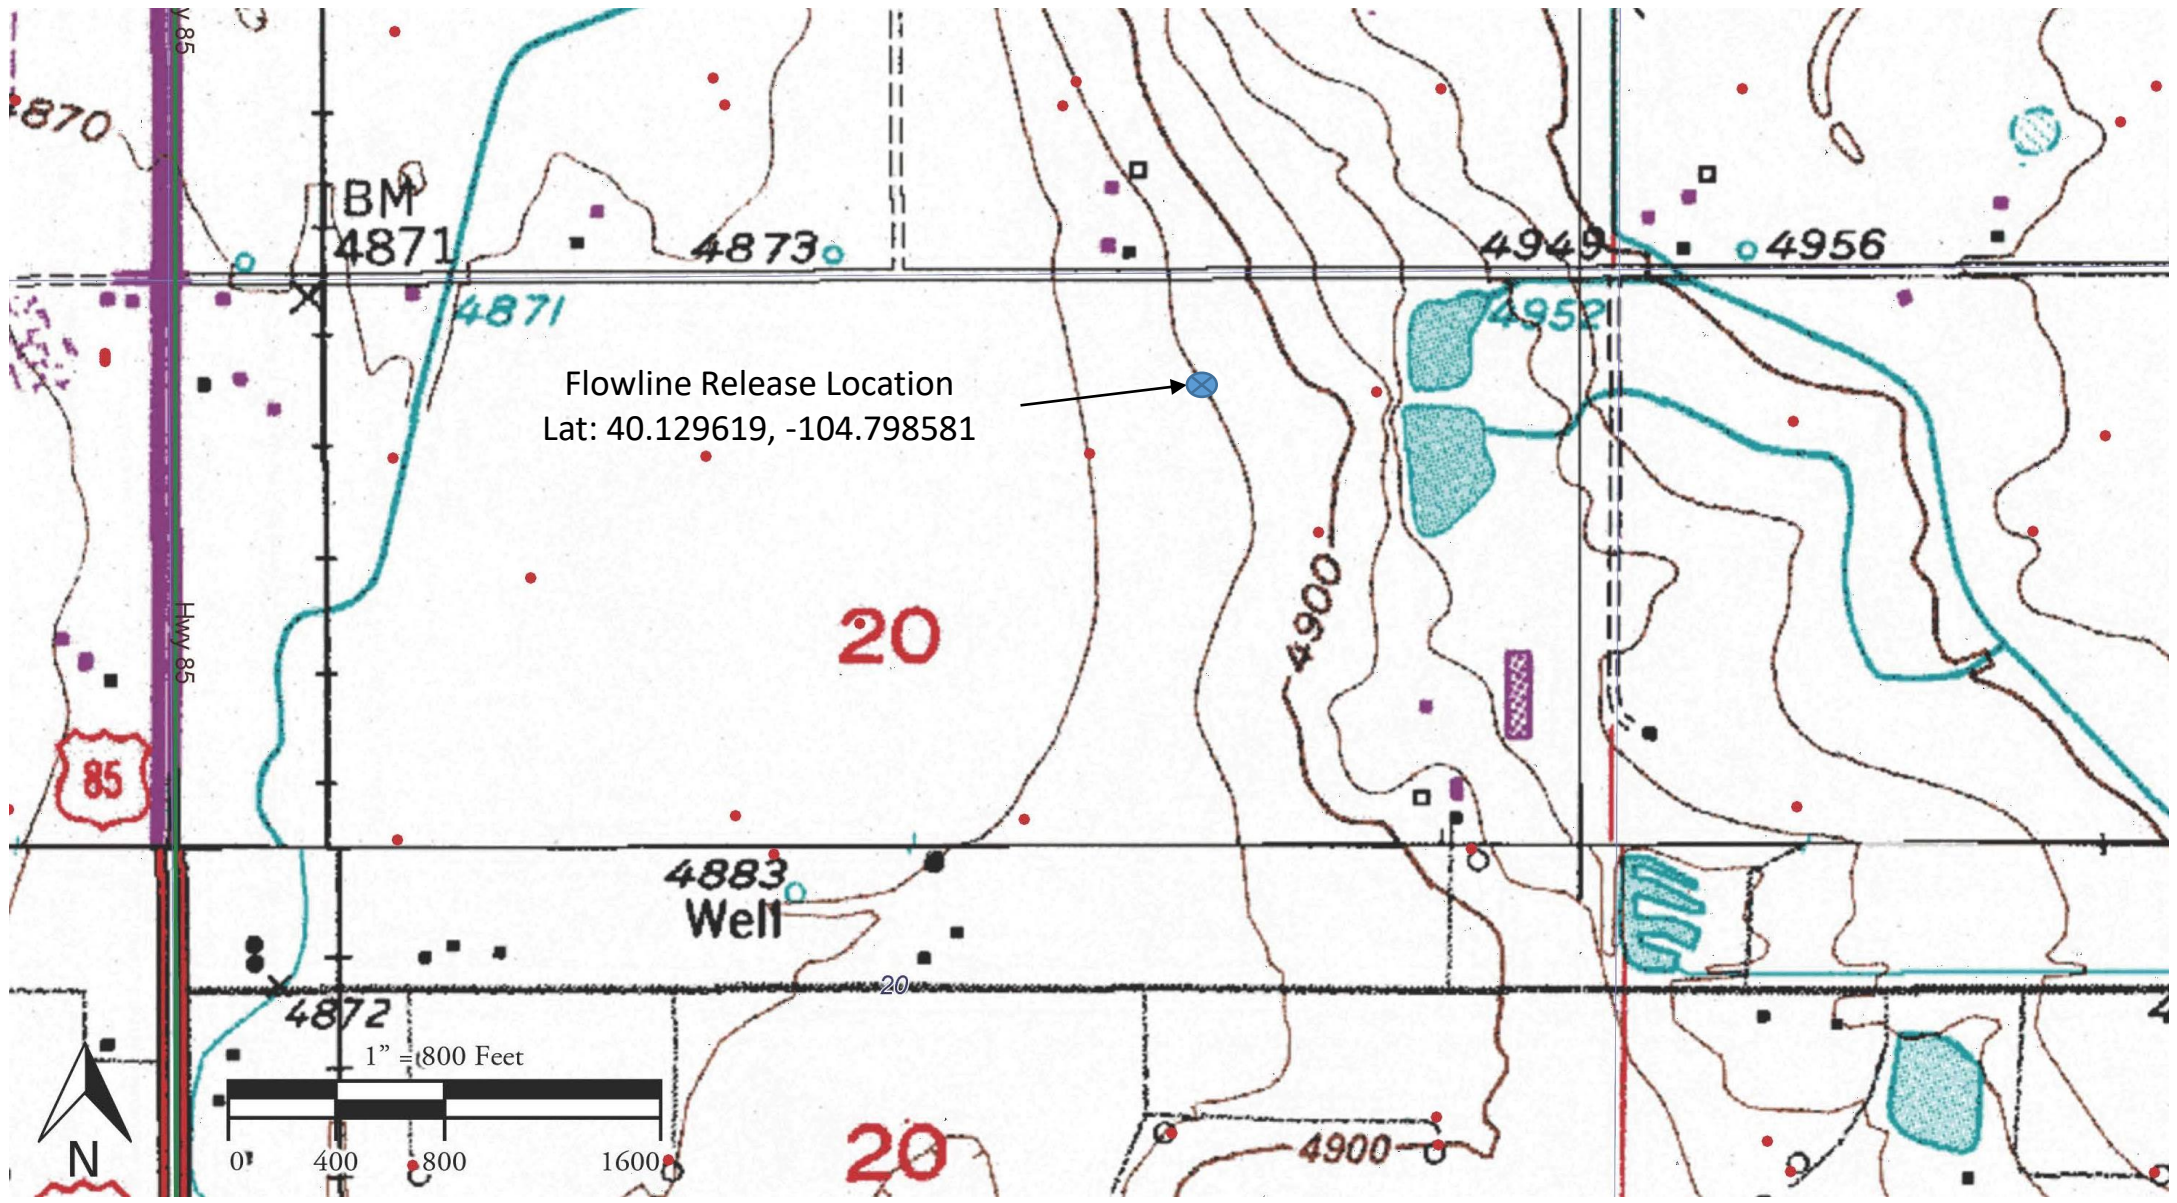 y 85
4870
BM
4871
4873
4949
4956
4871
4952
Flowline Release Location
Lat: 40.129619, -104.798581
4900
20
Hwy 85
85
4883
Well
20
4872
1” = 800 Feet
20
4900
0 400 800 1600
N